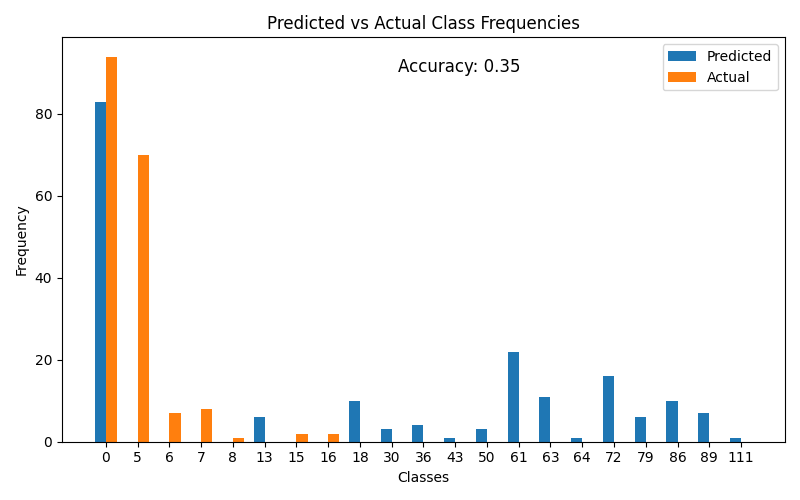 Predicted vs Actual Class Frequencies
Accuracy: 0.35
Predicted
Actual
Frequency
80
60
40
20
0
0 5 6 7 8 13 15 16 18 30 36 43 50 61 63 64 72 79 86 89 111
Classes